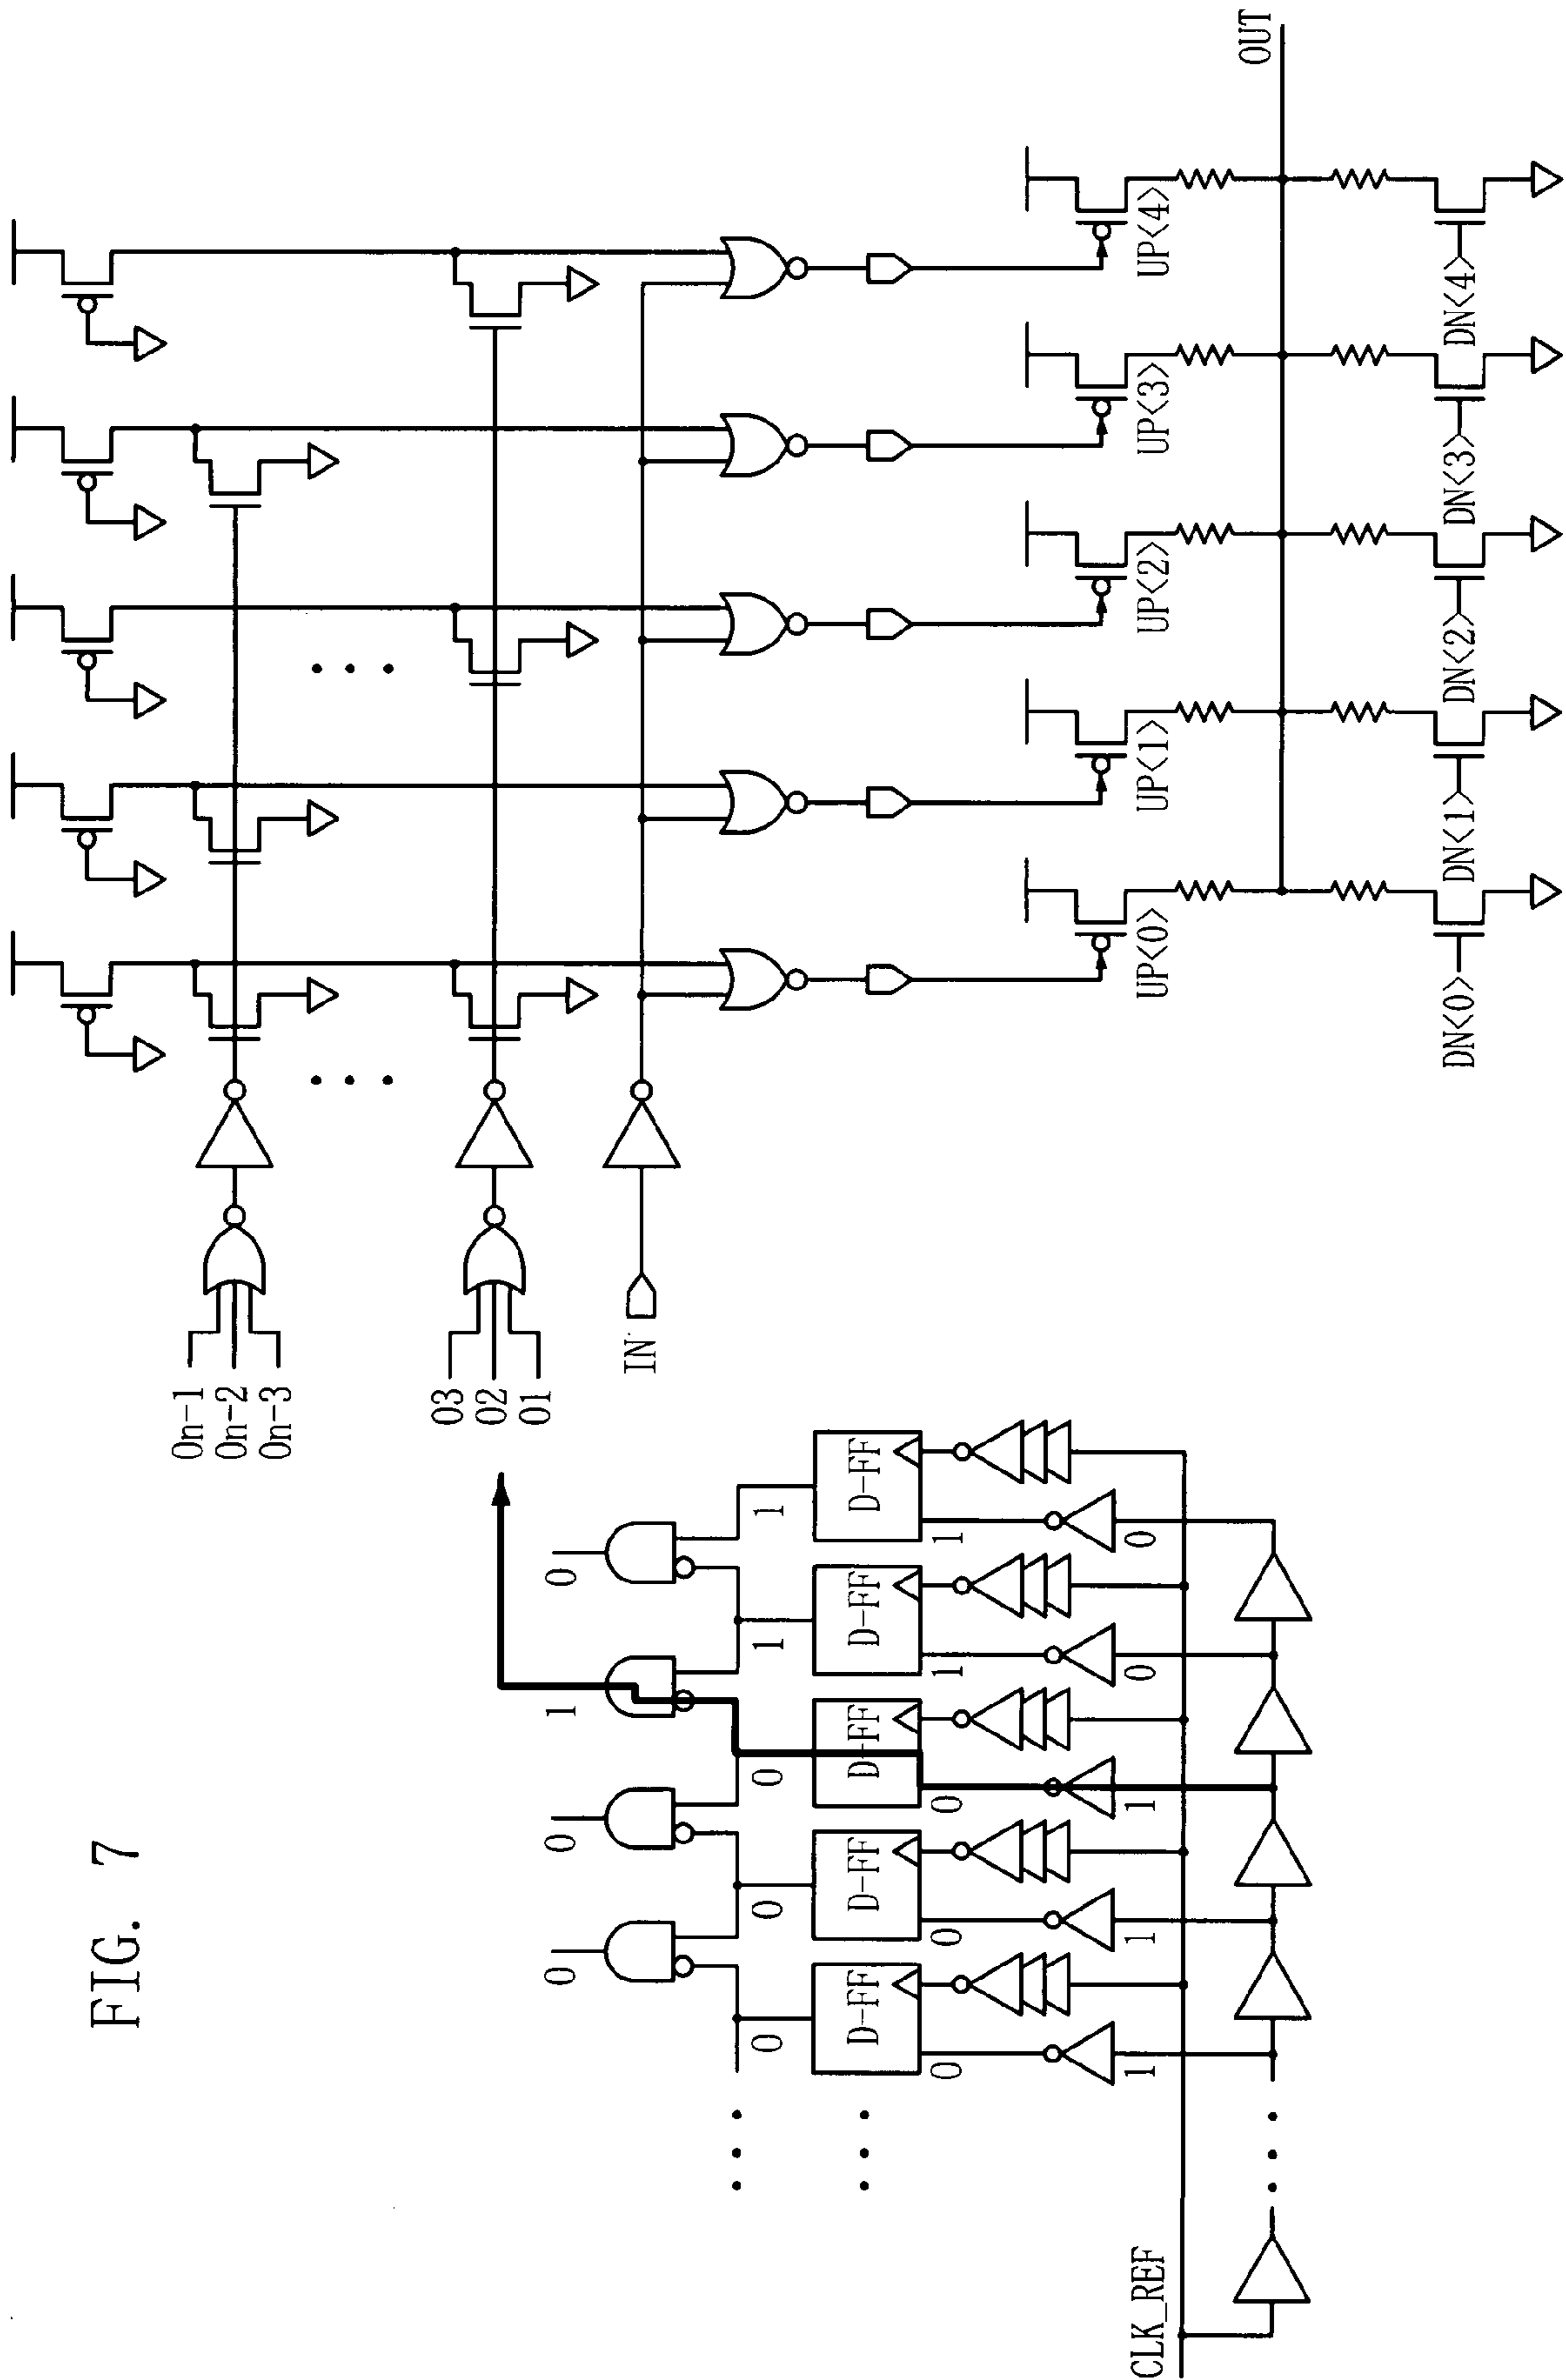 FIG. 7
On-1
On-2
On-3
03
02
01
IN
UP<0>
UP<1>
UP<2>
UP<3>
UP<4>
OUT
DN<0>
DN<1>
DN<2>
DN<3>
DN<4>
0
0
1
0
0
0
0
1
1
D-FF
D-FF
D-FF
D-FF
D-FF
0
0
0
1
1
1
1
1
0
0
CLK_REF